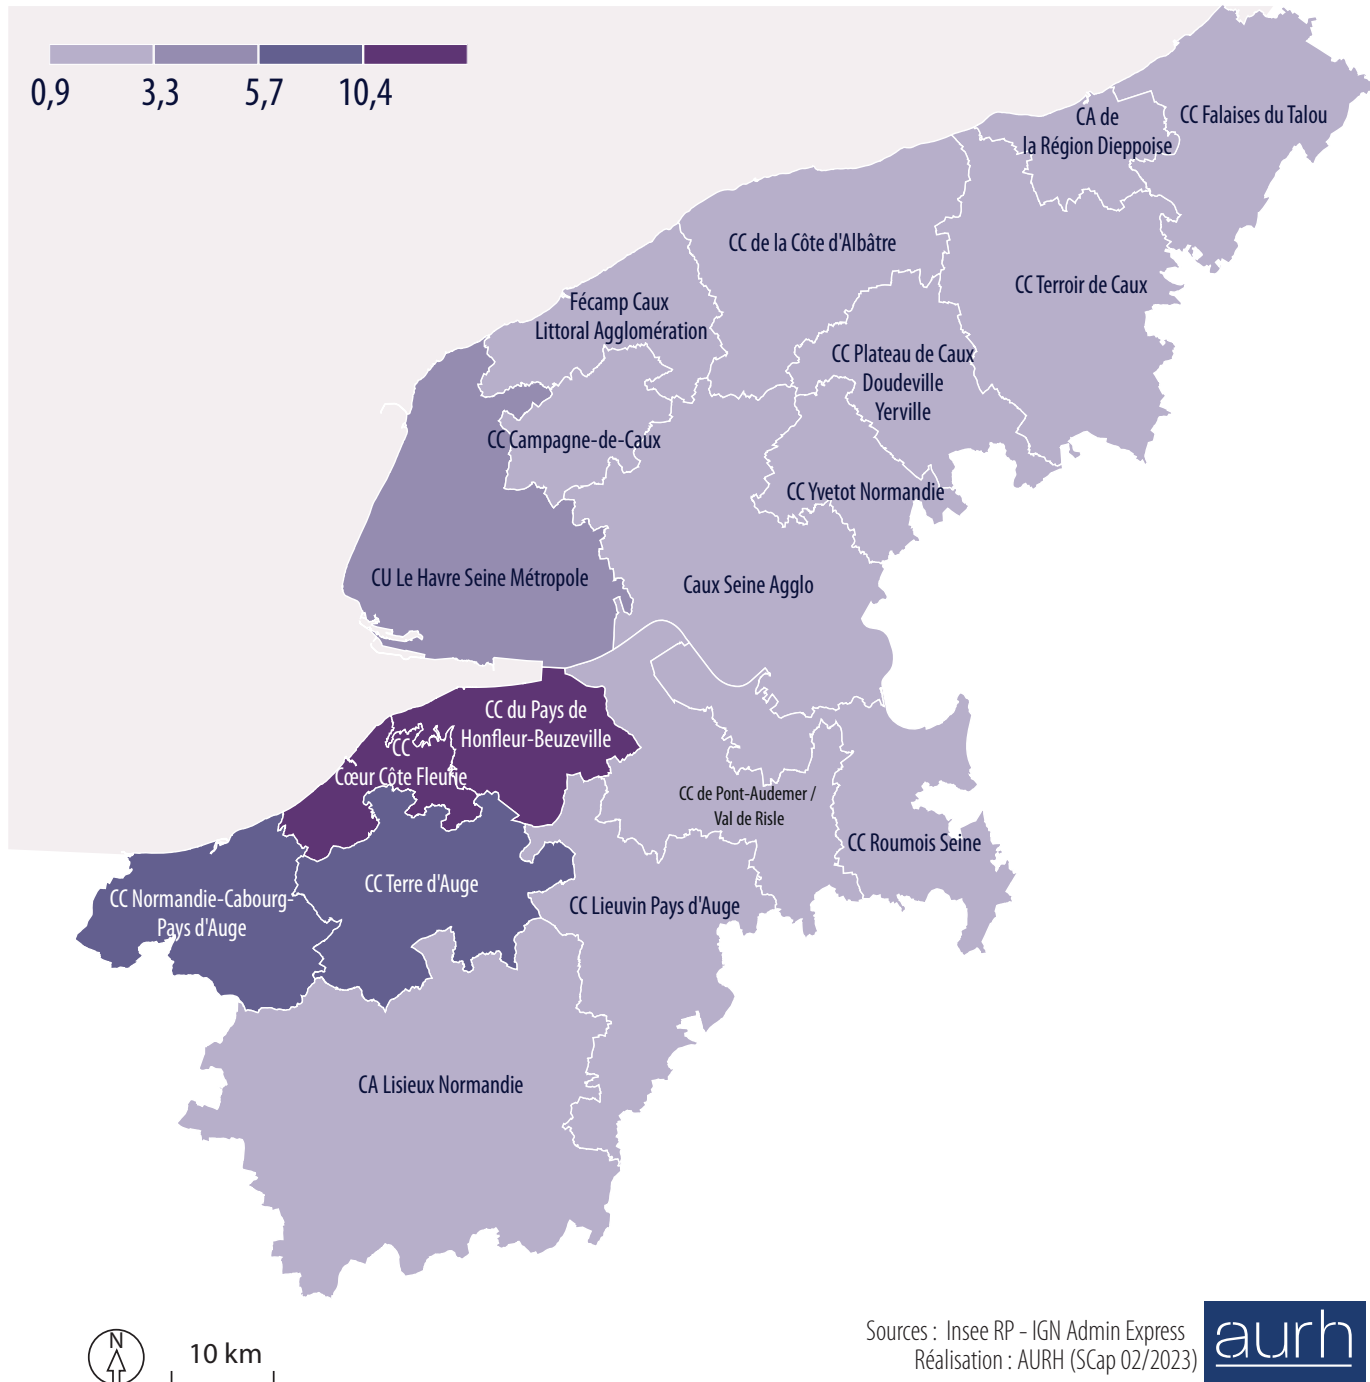 0,9 3,3 5,7 10,4
CA de
la Région Dieppoise
CC Falaises du Talou
CC de la Côte d'Albâtre
CC Terroir de Caux
Fécamp Caux
Littoral Agglomération
CC Plateau de Caux
Doudeville
Yerville
CC Campagne-de-Caux
CC Yvetot Normandie
CU Le Havre Seine Métropole
Caux Seine Agglo
CC du Pays de
Honfleur-Beuzeville
CC
Cœur Côte Fleurie
CC de Pont-Audemer /
Val de Risle
CC Roumois Seine
CC Terre d'Auge
CC Normandie-Cabourg-
Pays d'Auge
CC Lieuvin Pays d'Auge
CA Lisieux Normandie
N
10 km
Sources : Insee RP - IGN Admin Express
Réalisation : AURH (SCap 02/2023)
aurh